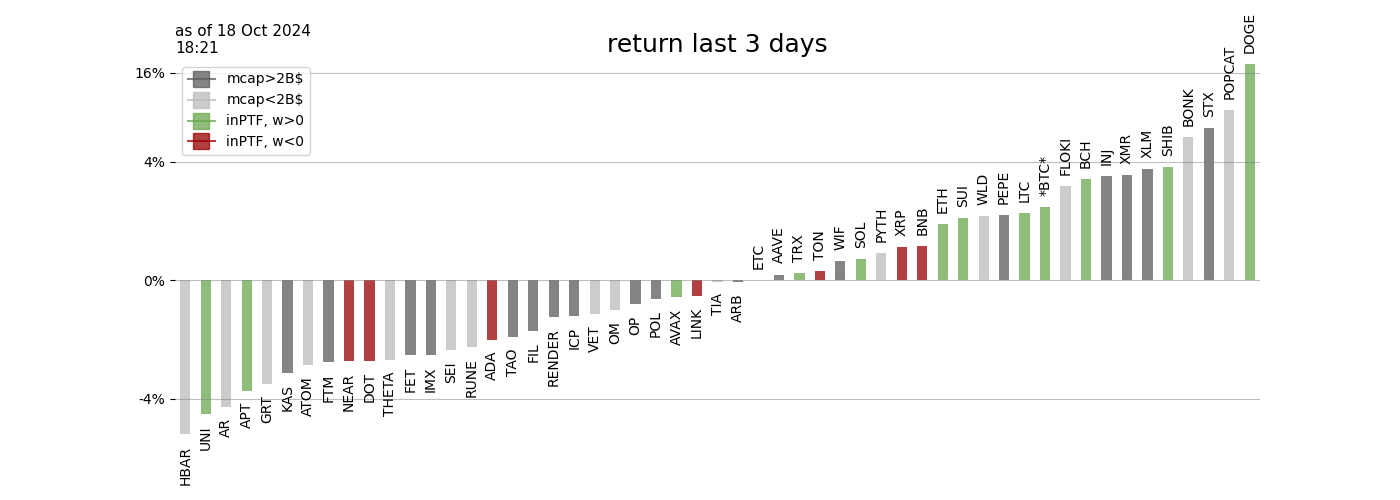 as of 18 Oct 2024
18:21
return last 3 days
mcap>2B$
mcap<2B$
inPTF, w>0
inPTF, w<0
16%
4%
0%
-4%
HBAR
UNI
AR
APT
GRT
KAS
ATOM
FTM
NEAR
DOT
THETA
FET
IMX
SEI
RUNE
ADA
TAO
FIL
RENDER
ICP
VET
OM
OP
POL
AVAX
LINK
TIA
ARB
ETC
AAVE
TRX
TON
WIF
SOL
PYTH
XRP
BNB
ETH
SUI
WLD
PEPE
LTC
*BTC*
FLOKI
BCH
INJ
XMR
XLM
SHIB
BONK
STX
POPCAT
DOGE